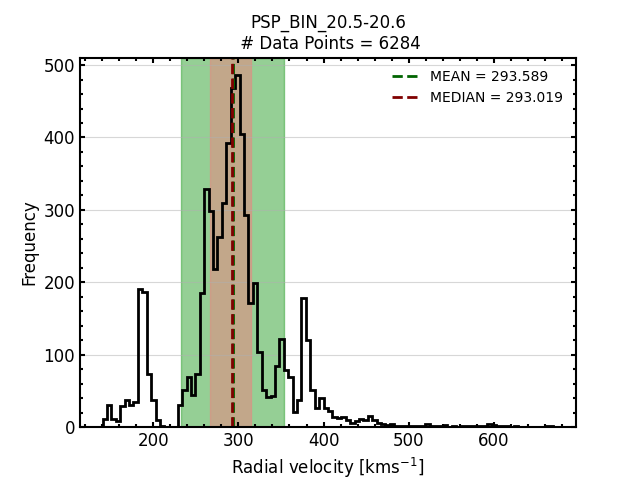 PSP_BIN_20.5-20.6
# Data Points = 6284
MEAN = 293.589
MEDIAN = 293.019
500
400
300
200
100
0
Frequency
200
300
400
500
600
Radial velocity [kms⁻¹]